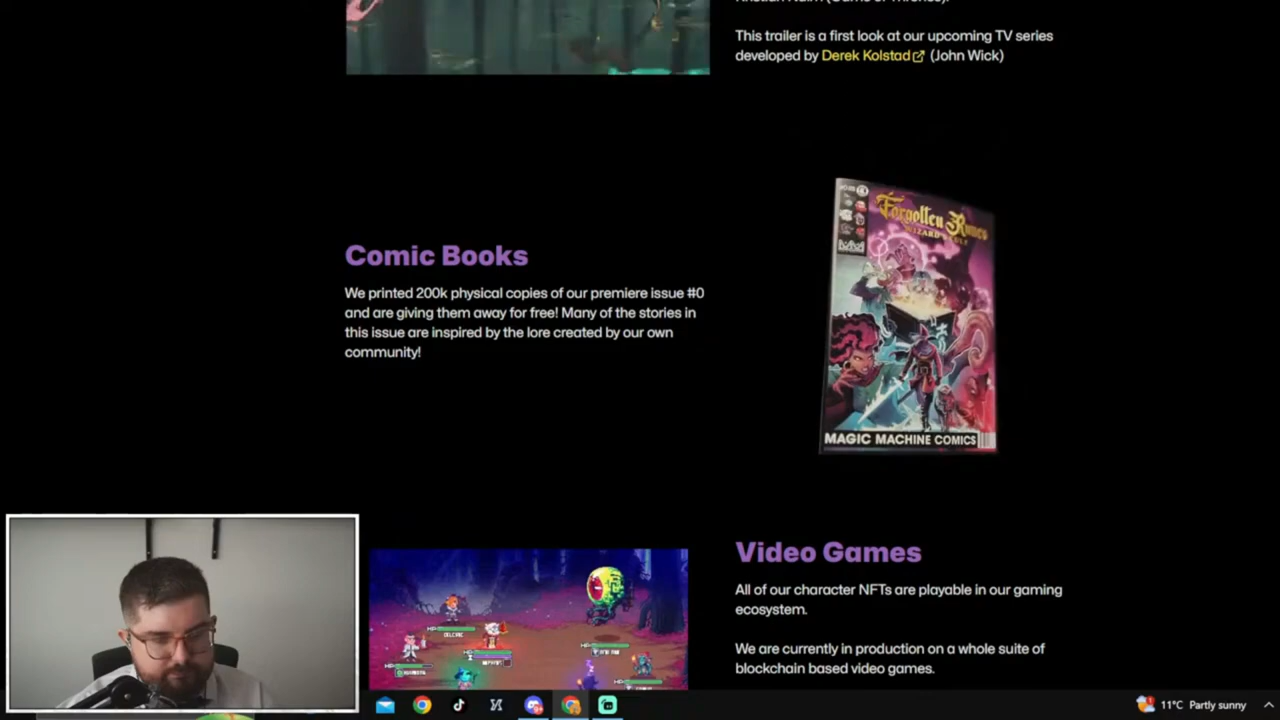 This trailer is a first look at our upcoming TV series
developed by Derek Kolstad (John Wick)
Forgotten Runes
WIZARD'S CULT
MAGIC MACHINE COMICS
Comic Books
We printed 200k physical copies of our premiere issue #0
and are giving them away for free! Many of the stories in
this issue are inspired by the lore created by our own
community!
Video Games
All of our character NFTs are playable in our gaming
ecosystem.
We are currently in production on a whole suite of
blockchain based video games.
11°C Partly sunny